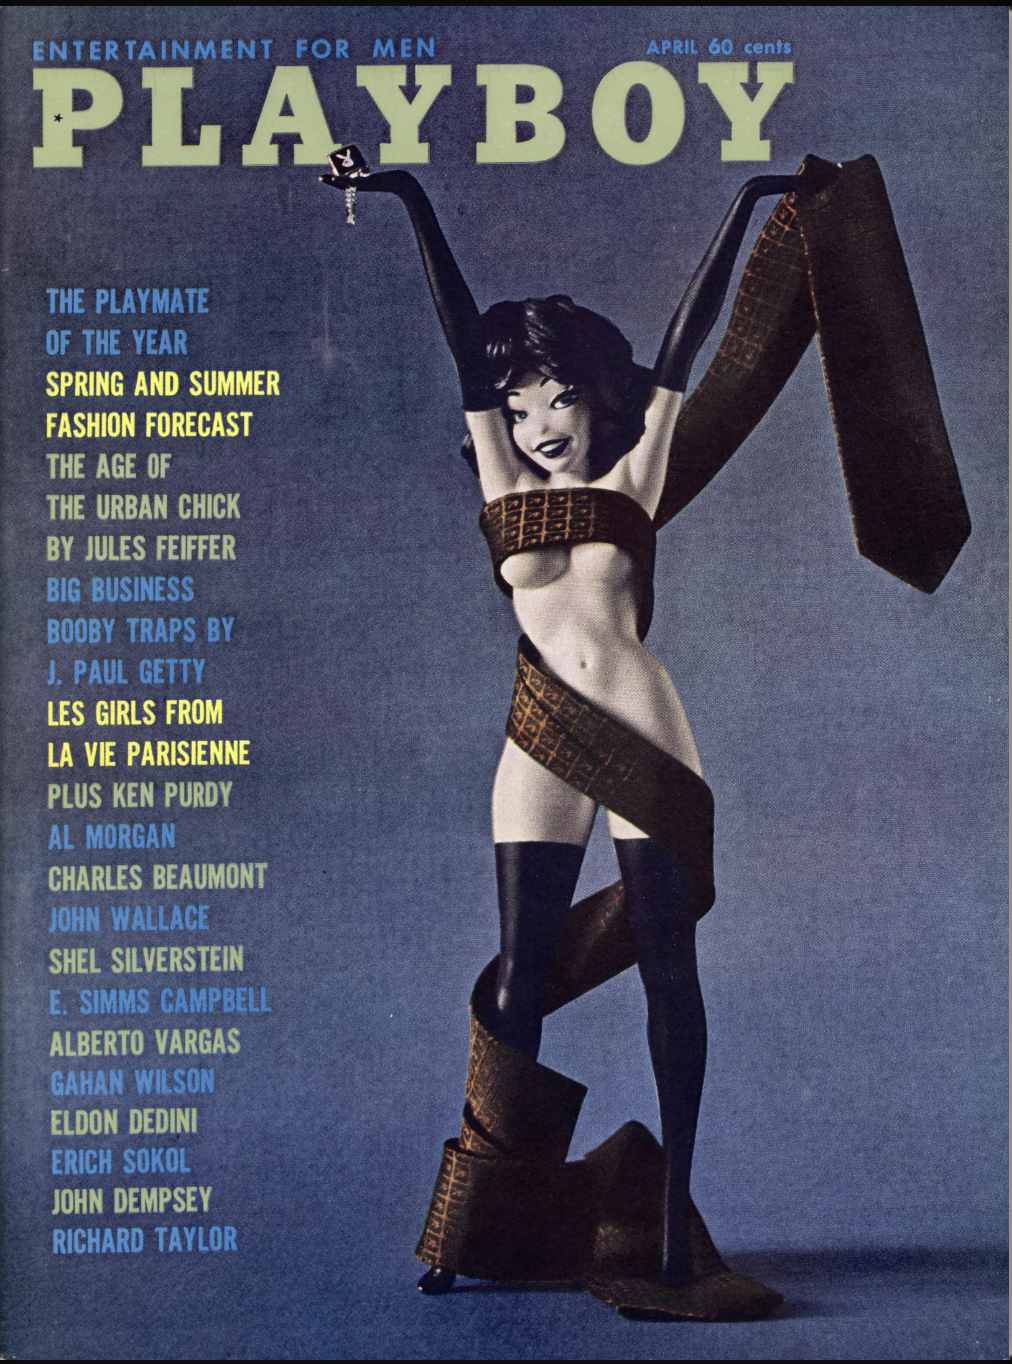 ENTERTAINMENT FOR MEN
APRIL 60 cents
PLAYBOY
THE PLAYMATE
OF THE YEAR
SPRING AND SUMMER
FASHION FORECAST
THE AGE OF
THE URBAN CHICK
BY JULES FEIFFER
BIG BUSINESS
BOOBY TRAPS BY
J. PAUL GETTY
LES GIRLS FROM
LA VIE PARISIENNE
PLUS KEN PURDY
AL MORGAN
CHARLES BEAUMONT
JOHN WALLACE
SHEL SILVERSTEIN
E. SIMMS CAMPBELL
ALBERTO VARGAS
GAHAN WILSON
ELDON DEDINI
ERICH SOKOL
JOHN DEMPSEY
RICHARD TAYLOR